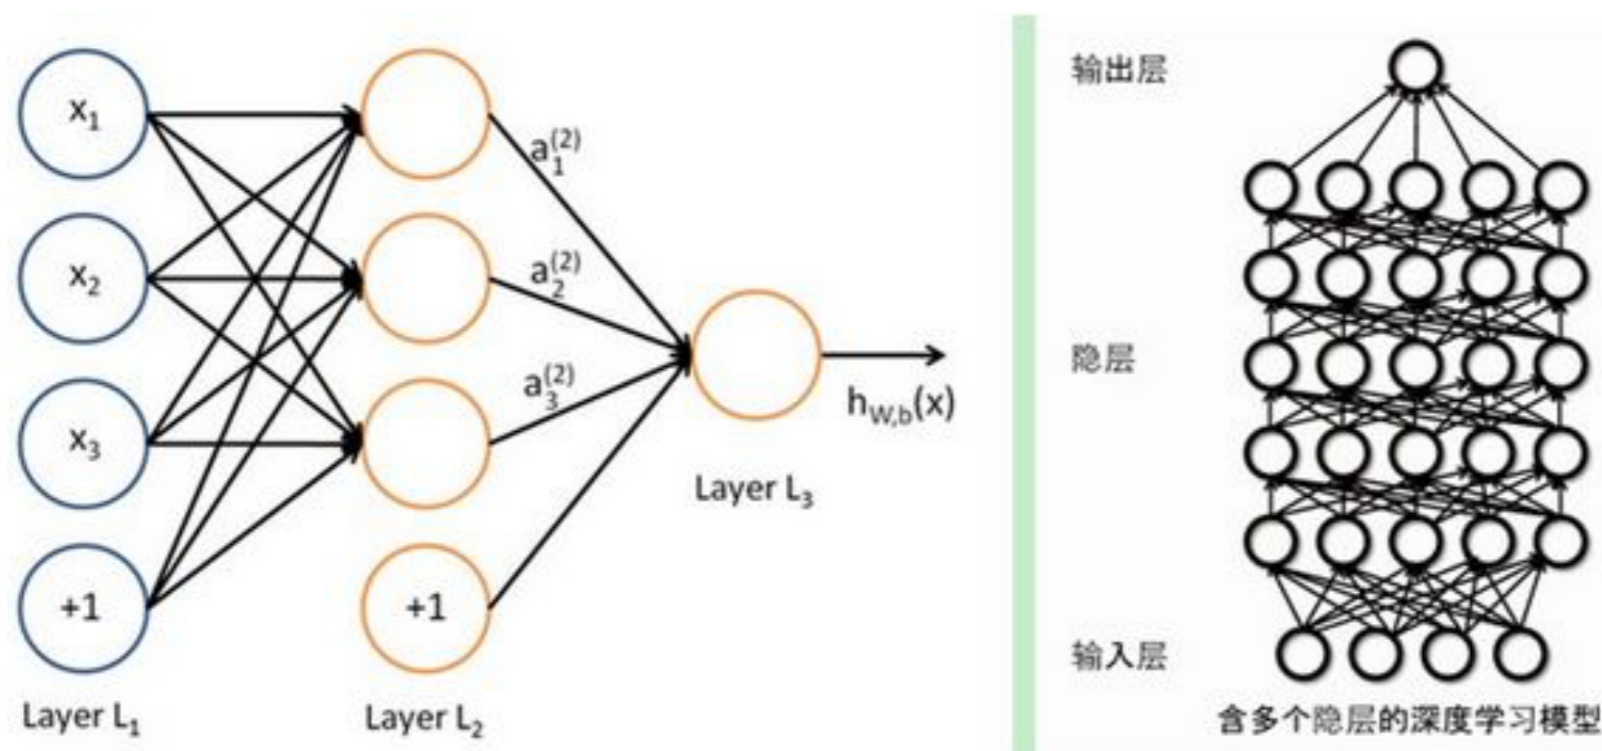 x₁
x₂
x₃
+1
Layer L₁
a₁⁽²⁾
a₂⁽²⁾
a₃⁽²⁾
+1
Layer L₂
h_{W,b}(x)
Layer L₃
输出层
隐层
输入层
含多个隐层的深度学习模型